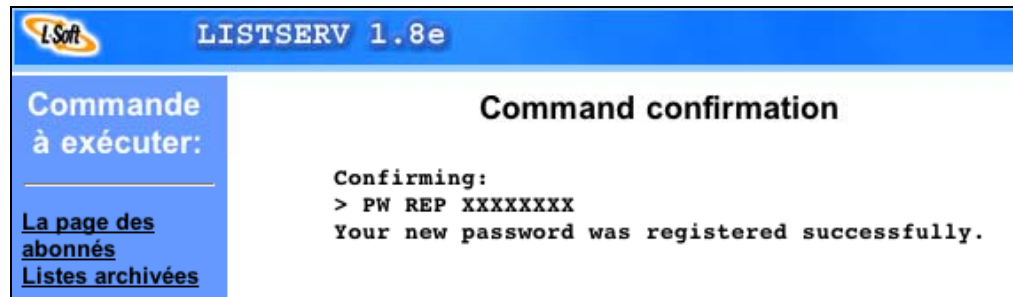 L-Soft
LISTSERV 1.8e
Commande
à exécuter:
La page des
abonnés
Listes archivées
Command confirmation
Confirming:
> PW REP XXXXXXXX
Your new password was registered successfully.